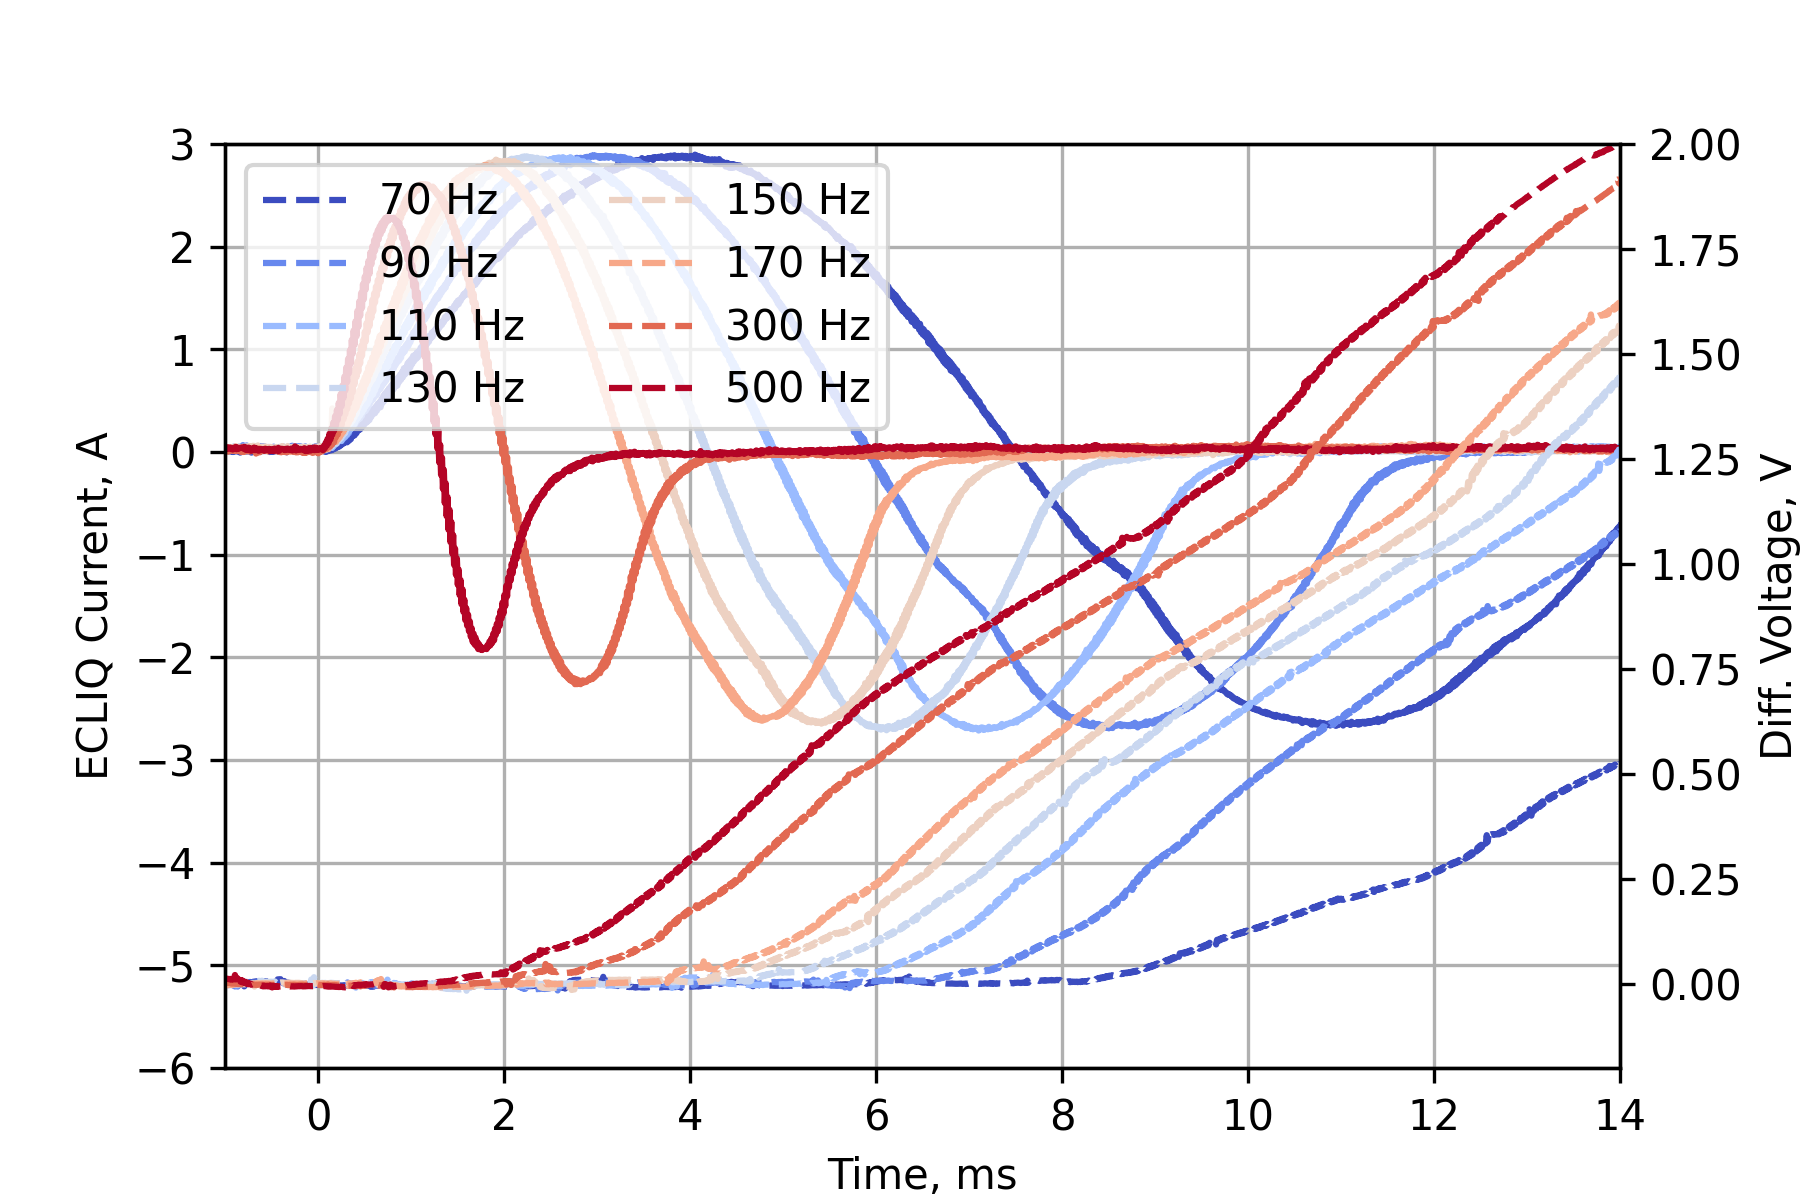 3
2
1
0
−1
−2
−3
−4
−5
−6
ECLIQ Current, A
70 Hz
90 Hz
110 Hz
130 Hz
150 Hz
170 Hz
300 Hz
500 Hz
2.00
1.75
1.50
1.25
1.00
0.75
0.50
0.25
0.00
Diff. Voltage, V
0 2 4 6 8 10 12 14
Time, ms